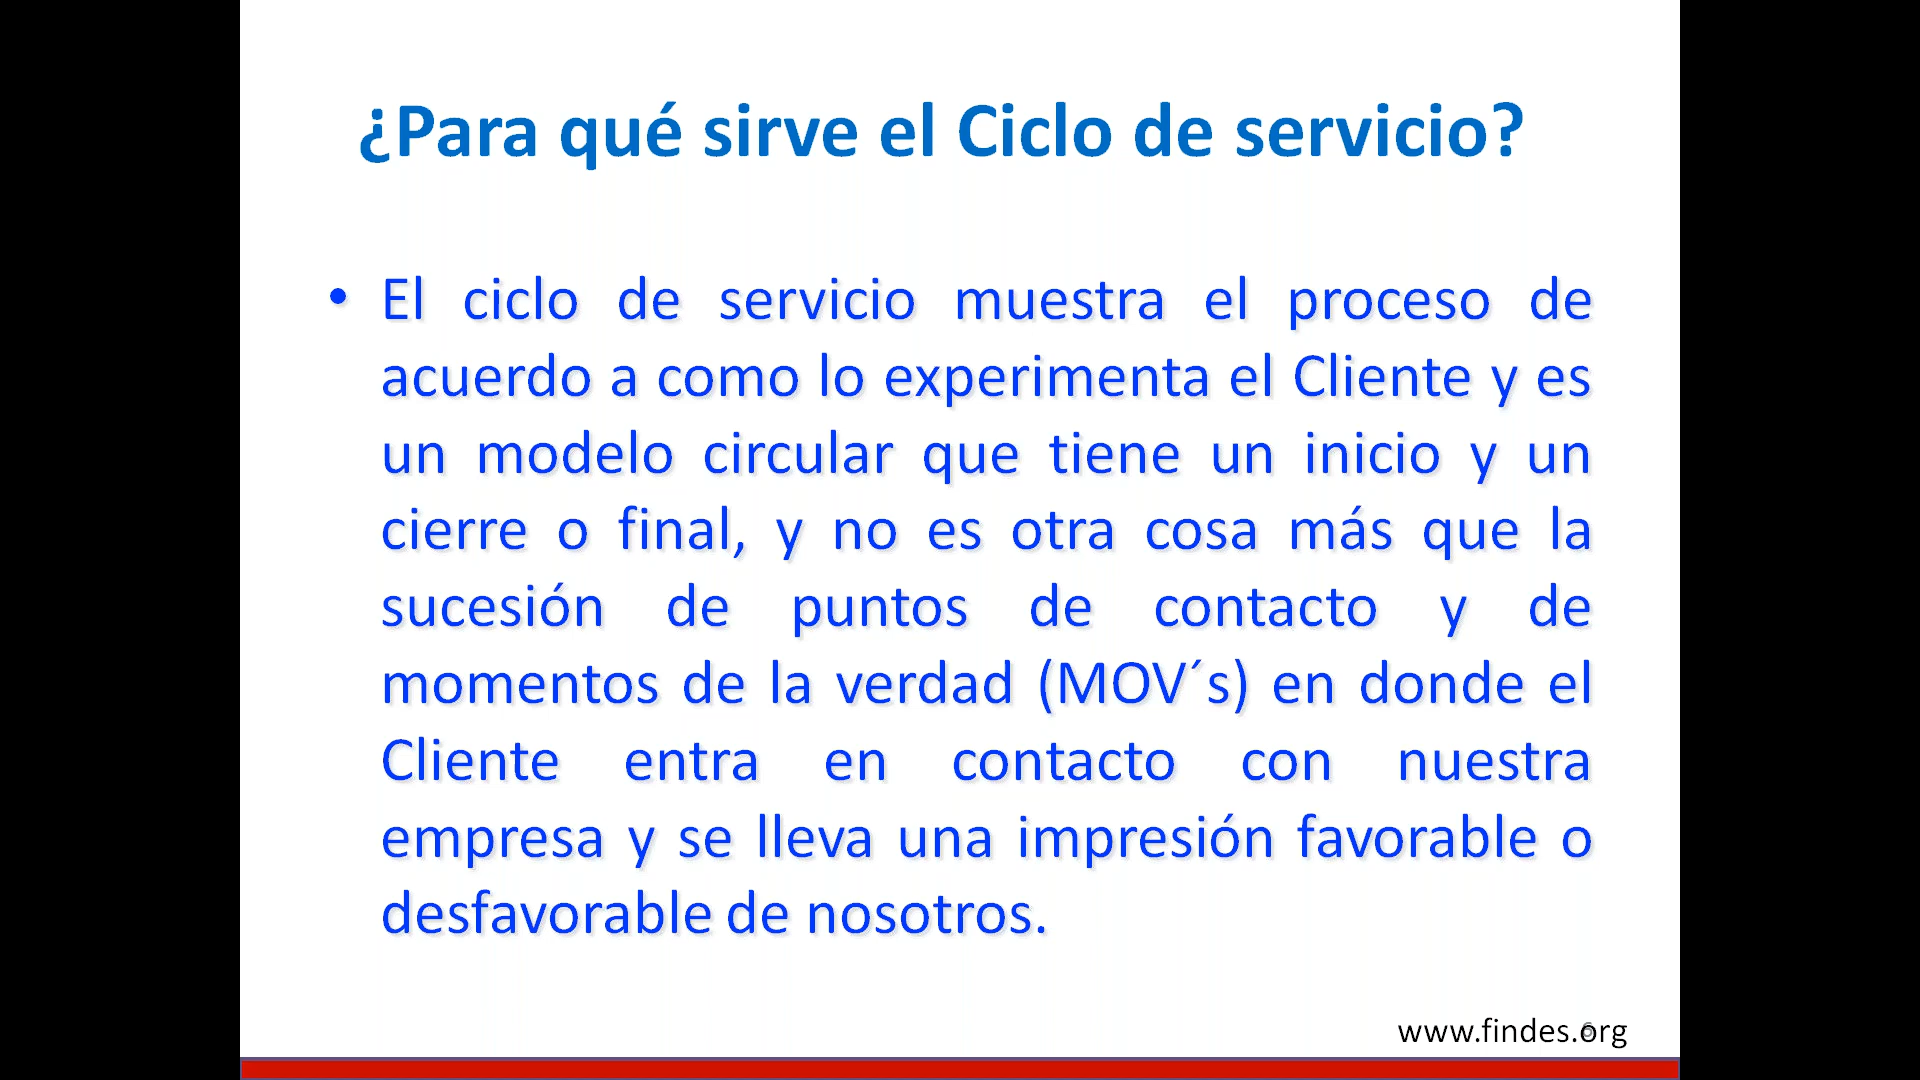 ¿Para qué sirve el Ciclo de servicio?
• El ciclo de servicio muestra el proceso de
acuerdo a como lo experimenta el Cliente y es
un modelo circular que tiene un inicio y un
cierre o final, y no es otra cosa más que la
sucesión de puntos de contacto y de
momentos de la verdad (MOV´s) en donde el
Cliente entra en contacto con nuestra
empresa y se lleva una impresión favorable o
desfavorable de nosotros.
www.findes.org
6